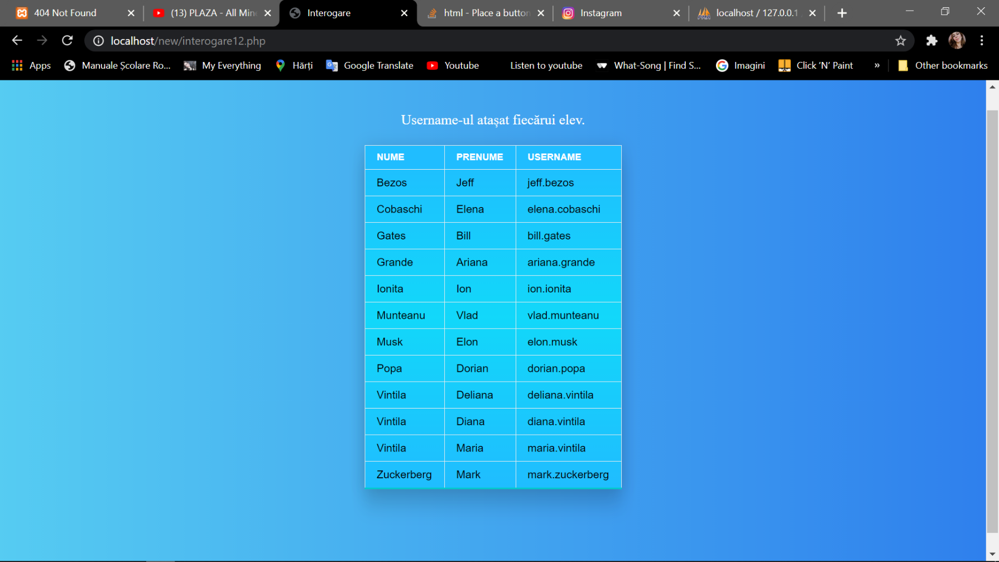 404 Not Found
(13) PLAZA - All Min
Interogare
html - Place a button
Instagram
localhost / 127.0.0.1
localhost/new/interogare12.php
Apps
Manuale Școlare Ro...
My Everything
Hărți
Google Translate
Youtube
Listen to youtube
What-Song | Find S...
Imagini
Click 'N' Paint
»
Other bookmarks
Username-ul atașat fiecărui elev.
NUME PRENUME USERNAME
Bezos Jeff jeff.bezos
Cobaschi Elena elena.cobaschi
Gates Bill bill.gates
Grande Ariana ariana.grande
Ionita Ion ion.ionita
Munteanu Vlad vlad.munteanu
Musk Elon elon.musk
Popa Dorian dorian.popa
Vintila Deliana deliana.vintila
Vintila Diana diana.vintila
Vintila Maria maria.vintila
Zuckerberg Mark mark.zuckerberg